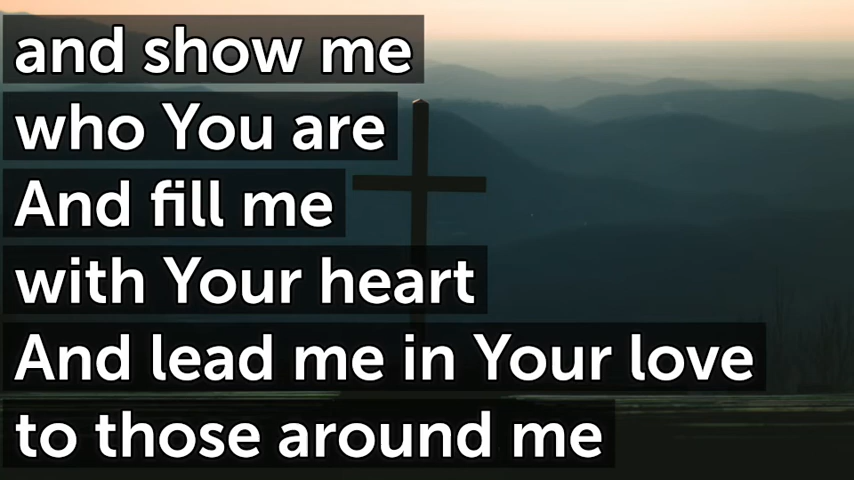 and show me
who You are
And fill me
with Your heart
And lead me in Your love
to those around me